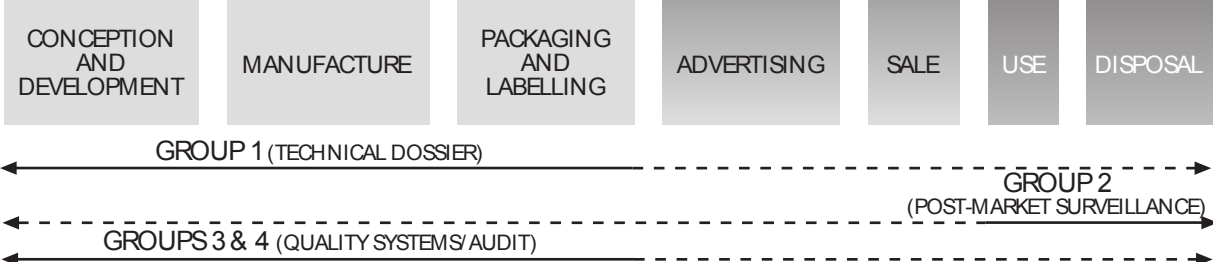 CONCEPTION
AND
DEVELOPMENT
MANUFACTURE
PACKAGING
AND
LABELLING
ADVERTISING
SALE
USE
DISPOSAL
GROUP 1 (TECHNICAL DOSSIER)
GROUP 2
(POST-MARKET SURVEILLANCE)
GROUPS 3 & 4 (QUALITY SYSTEMS/AUDIT)